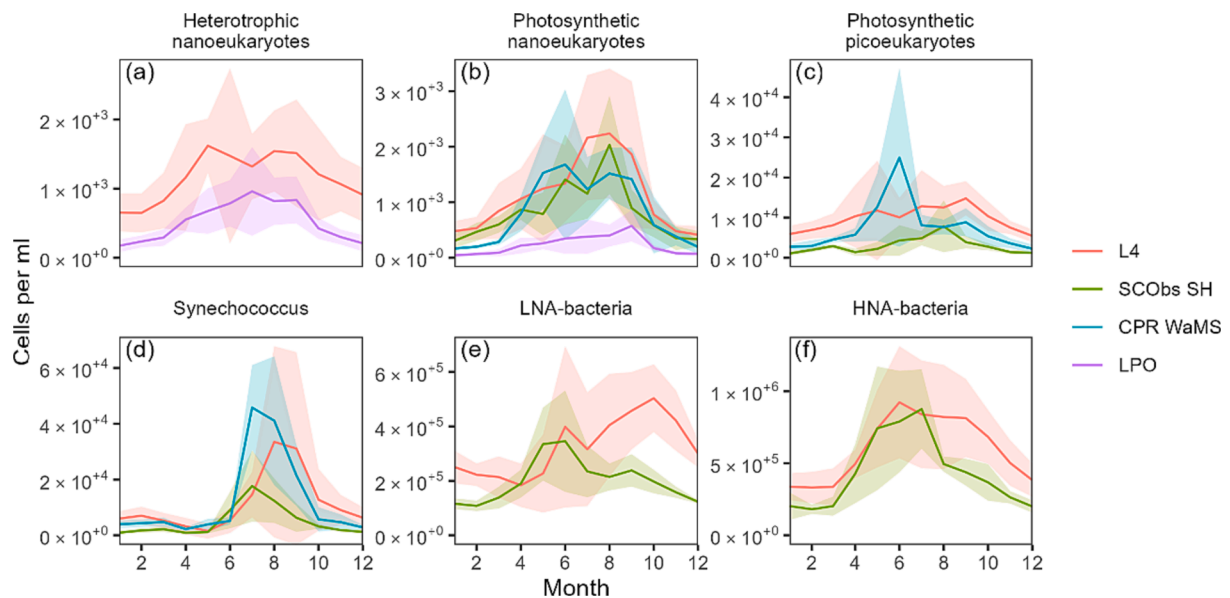 Heterotrophic
nanoeukaryotes
Photosynthetic
nanoeukaryotes
Photosynthetic
picoeukaryotes
(a)
2 × 10⁺³
1 × 10⁺³
0 × 10⁺⁰
(b)
3 × 10⁺³
2 × 10⁺³
1 × 10⁺³
0 × 10⁺⁰
(c)
4 × 10⁺⁴
3 × 10⁺⁴
2 × 10⁺⁴
1 × 10⁺⁴
0 × 10⁺⁰
Cells per ml
Synechococcus
LNA-bacteria
HNA-bacteria
(d)
6 × 10⁺⁴
4 × 10⁺⁴
2 × 10⁺⁴
0 × 10⁺⁰
2 4 6 8 10 12
(e)
6 × 10⁺⁵
4 × 10⁺⁵
2 × 10⁺⁵
0 × 10⁺⁰
2 4 6 8 10 12
(f)
1 × 10⁺⁶
5 × 10⁺⁵
0 × 10⁺⁰
2 4 6 8 10 12
Month
L4
SCObs SH
CPR WaMS
LPO